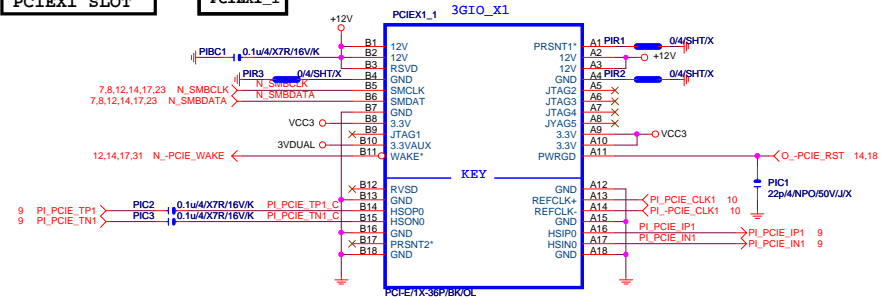 PCIEX1 SLOT
PCIEX1_1
3GIO_X1
PCIEX1_1
+12V
PIBC1 0.1u/4/X7R/16V/K
PIR3 0/4/SHT/X
7,8,12,14,17,23 N_SMBCLK N_SMBCLK
7,8,12,14,17,23 N_SMBDATA N_SMBDATA
VCC3
3VDUAL
12,14,17,31 N_-PCIE_WAKE
9 PI_PCIE_TP1 PIC2 0.1u/4/X7R/16V/K PI_PCIE_TP1_C
9 PI_PCIE_TN1 PIC3 0.1u/4/X7R/16V/K PI_PCIE_TN1_C
B1 12V
B2 12V
B3 RSVD
B4 GND
B5 SMCLK
B6 SMDAT
B7 GND
B8 3.3V
B9 JTAG1
B10 3.3VAUX
B11 WAKE*
KEY
B12 RVSD
B13 GND
B14 HSOP0
B15 HSON0
B16 GND
B17 PRSNT2*
B18 GND
PRSNT1* A1 PIR1 0/4/SHT/X
12V A2 +12V
12V A3
GND A4 PIR2 0/4/SHT/X
JTAG2 A5
JTAG3 A6
JTAG4 A7
JYAG5 A8
3.3V A9 VCC3
3.3V A10
PWRGD A11 O_-PCIE_RST 14,18
PIC1
22p/4/NPO/50V/J/X
GND A12
REFCLK+ A13 PI_PCIE_CLK1 10
REFCLK- A14 PI_-PCIE_CLK1 10
GND A15
HSIP0 A16 PI_PCIE_IP1 PI_PCIE_IP1 9
HSIN0 A17 PI_PCIE_IN1 PI_PCIE_IN1 9
GND A18
PCI-E/1X-36P/BK/OL